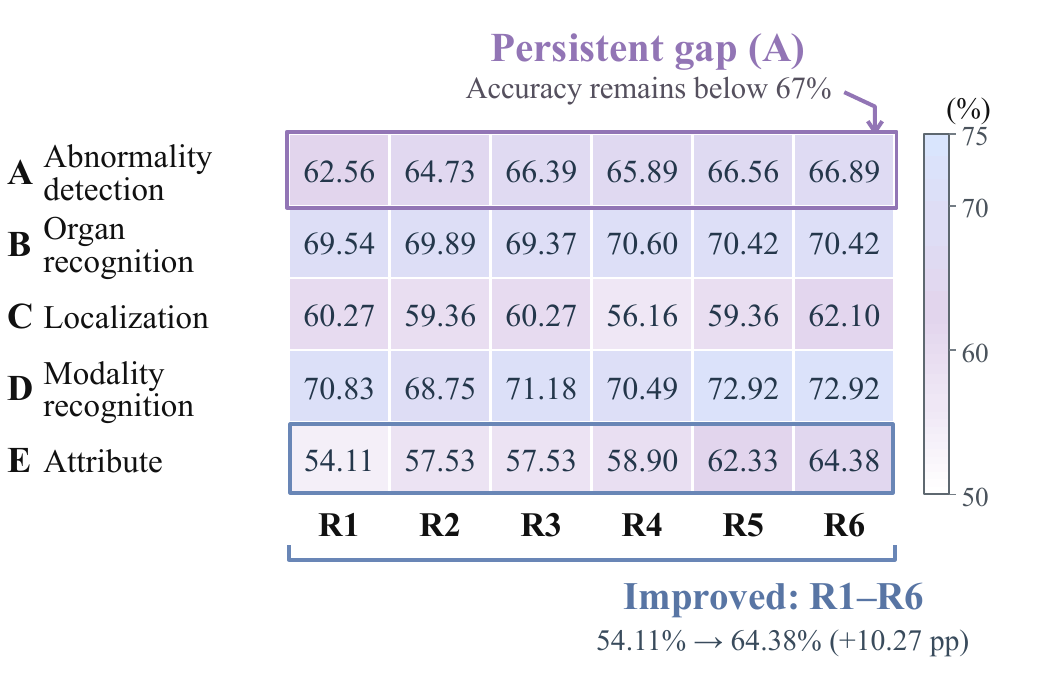 Persistent gap (A)
Accuracy remains below 67%
(%)
75
70
60
50
A Abnormality
detection
62.56 64.73 66.39 65.89 66.56 66.89
B Organ
recognition
69.54 69.89 69.37 70.60 70.42 70.42
C Localization
60.27 59.36 60.27 56.16 59.36 62.10
D Modality
recognition
70.83 68.75 71.18 70.49 72.92 72.92
E Attribute
54.11 57.53 57.53 58.90 62.33 64.38
R1 R2 R3 R4 R5 R6
Improved: R1–R6
54.11% → 64.38% (+10.27 pp)